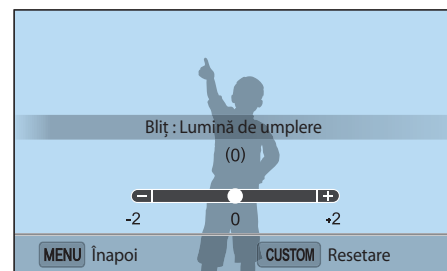 Bliț : Lumină de umplere
(0)
-2 0 +2
MENU Înapoi CUSTOM Resetare